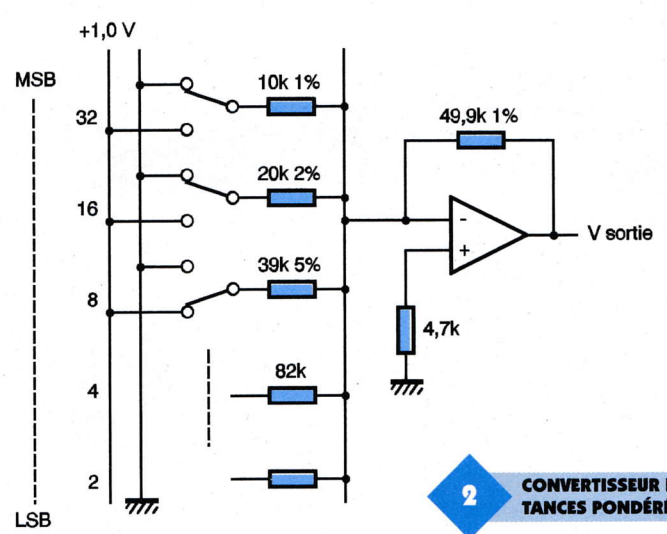 +1,0 V
MSB
10k 1%
32
49,9k 1%
20k 2%
16
-
+
V sortie
39k 5%
8
4,7k
82k
4
2
LSB
2
CONVERTISSEUR
TANCES PONDÉR